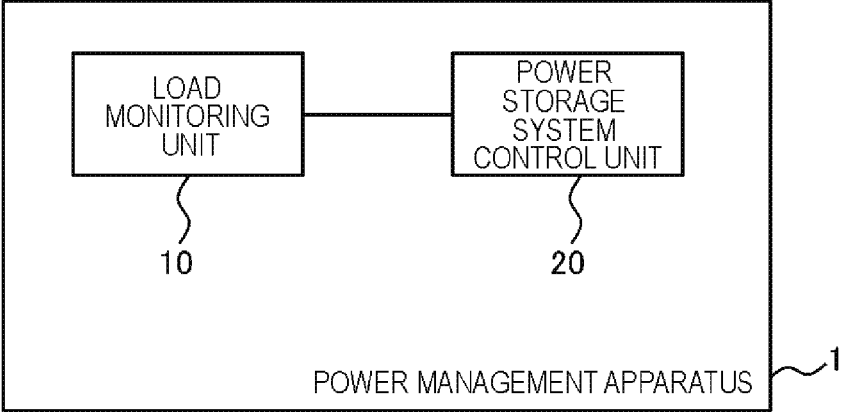 LOAD
MONITORING
UNIT
POWER
STORAGE
SYSTEM
CONTROL UNIT
10
20
1
POWER MANAGEMENT APPARATUS